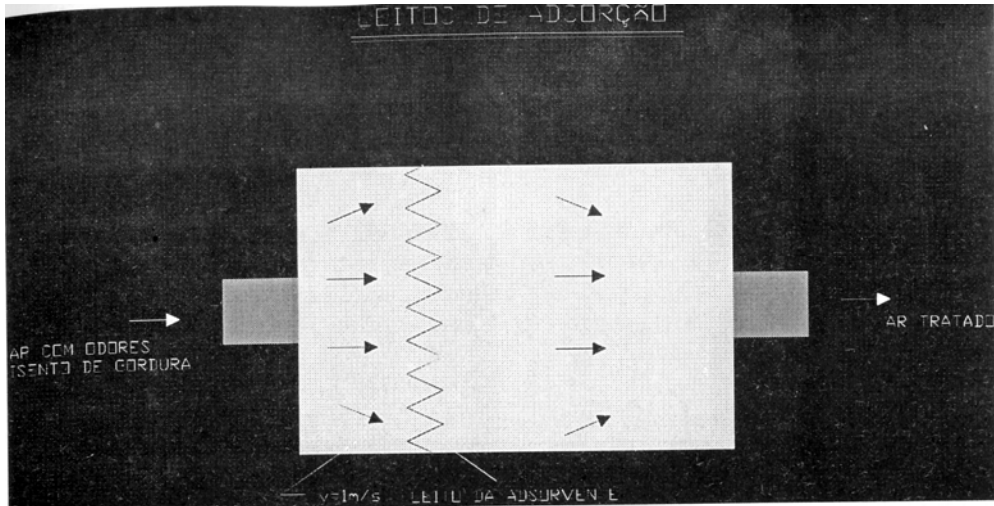 LEITOS DE ADSORÇÃO
AR COM ODORES
ISENTO DE GORDURA
AR TRATADO
v=1m/s LEITO DA ADSORVENTE